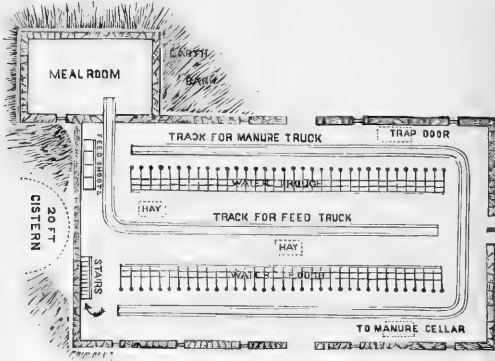 EARTH
BANK
MEAL ROOM
TRACK FOR MANURE TRUCK
TRAP DOOR
FEED SHOOTS
WATER TROUGH
HAY
TRACK FOR FEED TRUCK
20 FT
CISTERN
HAY
STAIRS
WATER TROUGH
TO MANURE CELLAR